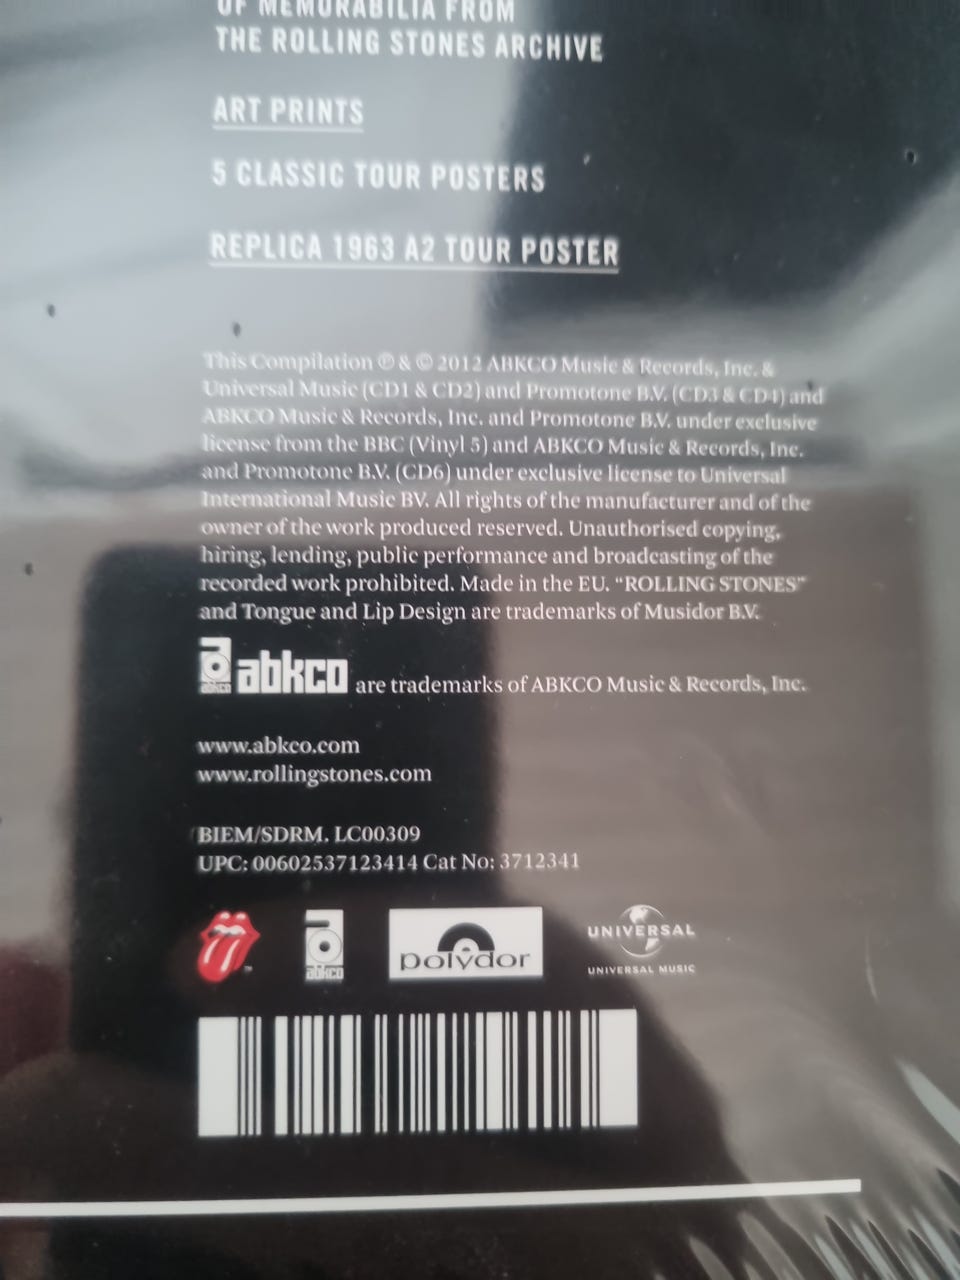 OF MEMORABILIA FROM
THE ROLLING STONES ARCHIVE
ART PRINTS
5 CLASSIC TOUR POSTERS
REPLICA 1963 A2 TOUR POSTER
This Compilation ℗ & © 2012 ABKCO Music & Records, Inc. &
Universal Music (CD1 & CD2) and Promotone B.V. (CD3 & CD4) and
ABKCO Music & Records, Inc. and Promotone B.V. under exclusive
license from the BBC (Vinyl 5) and ABKCO Music & Records, Inc.
and Promotone B.V. (CD6) under exclusive license to Universal
International Music BV. All rights of the manufacturer and of the
owner of the work produced reserved. Unauthorised copying,
hiring, lending, public performance and broadcasting of the
recorded work prohibited. Made in the EU. “ROLLING STONES”
and Tongue and Lip Design are trademarks of Musidor B.V.
abkco abkco are trademarks of ABKCO Music & Records, Inc.
www.abkco.com
www.rollingstones.com
BIEM/SDRM. LC00309
UPC: 00602537123414 Cat No: 3712341
TM abkco polydor UNIVERSAL
UNIVERSAL MUSIC